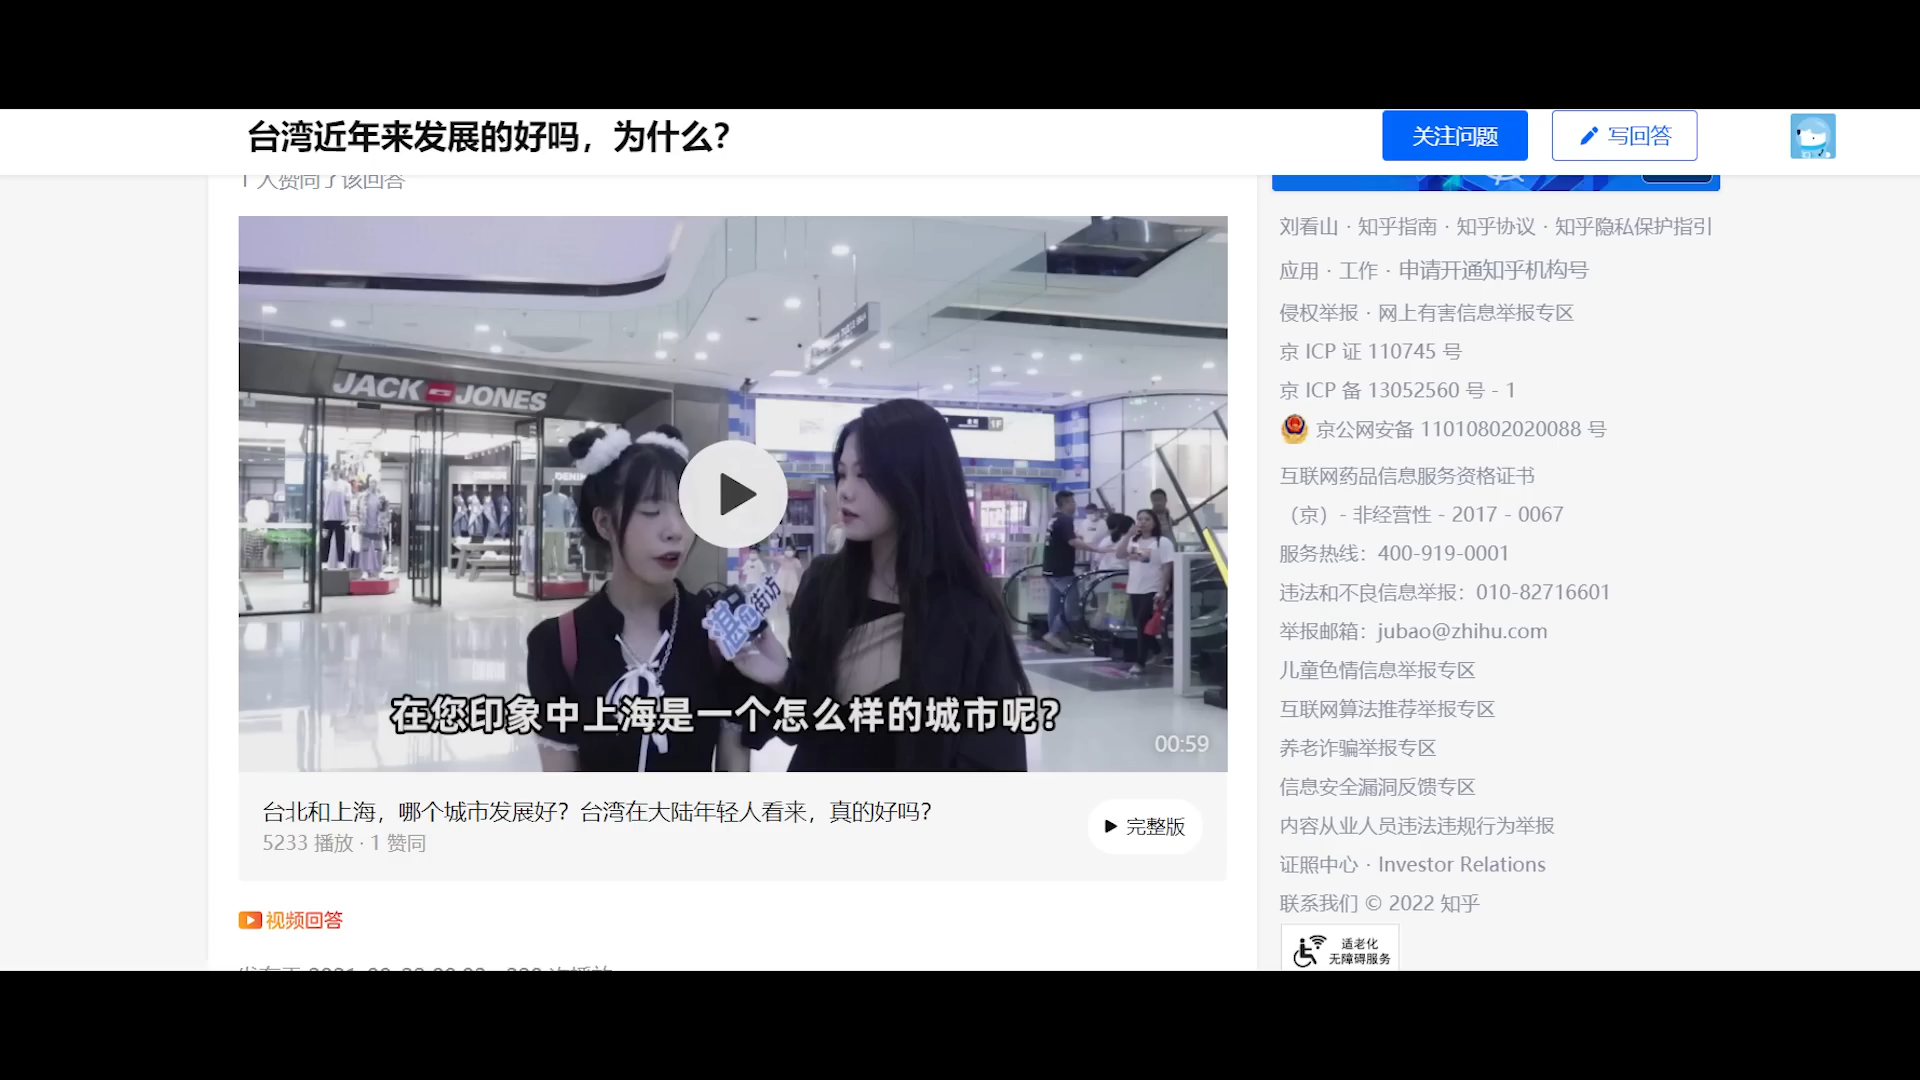 台湾近年来发展的好吗，为什么？
关注问题
写回答
1 人赞同了该回答
JACK JONES
DENIM
1F
湛 街访
在您印象中上海是一个怎么样的城市呢？
00:59
台北和上海，哪个城市发展好？台湾在大陆年轻人看来，真的好吗？
5233 播放 · 1 赞同
完整版
视频回答
刘看山 · 知乎指南 · 知乎协议 · 知乎隐私保护指引
应用 · 工作 · 申请开通知乎机构号
侵权举报 · 网上有害信息举报专区
京 ICP 证 110745 号
京 ICP 备 13052560 号 - 1
京公网安备 11010802020088 号
互联网药品信息服务资格证书
（京）- 非经营性 - 2017 - 0067
服务热线：400-919-0001
违法和不良信息举报：010-82716601
举报邮箱：jubao@zhihu.com
儿童色情信息举报专区
互联网算法推荐举报专区
养老诈骗举报专区
信息安全漏洞反馈专区
内容从业人员违法违规行为举报
证照中心 · Investor Relations
联系我们 © 2022 知乎
适老化
无障碍服务